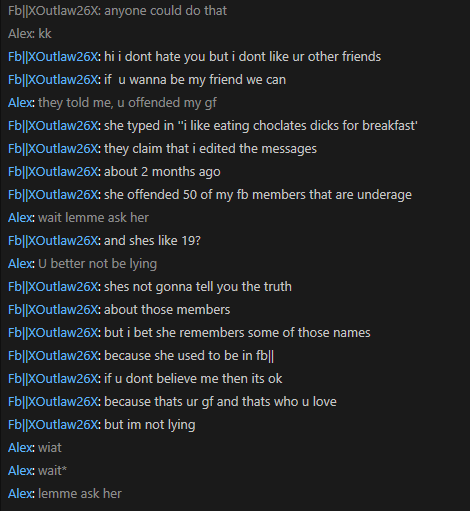 Fb||XOutlaw26X: anyone could do that
Alex: kk
Fb||XOutlaw26X: hi i dont hate you but i dont like ur other friends
Fb||XOutlaw26X: if  u wanna be my friend we can
Alex: they told me, u offended my gf
Fb||XOutlaw26X: she typed in ''i like eating choclates dicks for breakfast'
Fb||XOutlaw26X: they claim that i edited the messages
Fb||XOutlaw26X: about 2 months ago
Fb||XOutlaw26X: she offended 50 of my fb members that are underage
Alex: wait lemme ask her
Fb||XOutlaw26X: and shes like 19?
Alex: U better not be lying
Fb||XOutlaw26X: shes not gonna tell you the truth
Fb||XOutlaw26X: about those members
Fb||XOutlaw26X: but i bet she remembers some of those names
Fb||XOutlaw26X: because she used to be in fb||
Fb||XOutlaw26X: if u dont believe me then its ok
Fb||XOutlaw26X: because thats ur gf and thats who u love
Fb||XOutlaw26X: but im not lying
Alex: wiat
Alex: wait*
Alex: lemme ask her